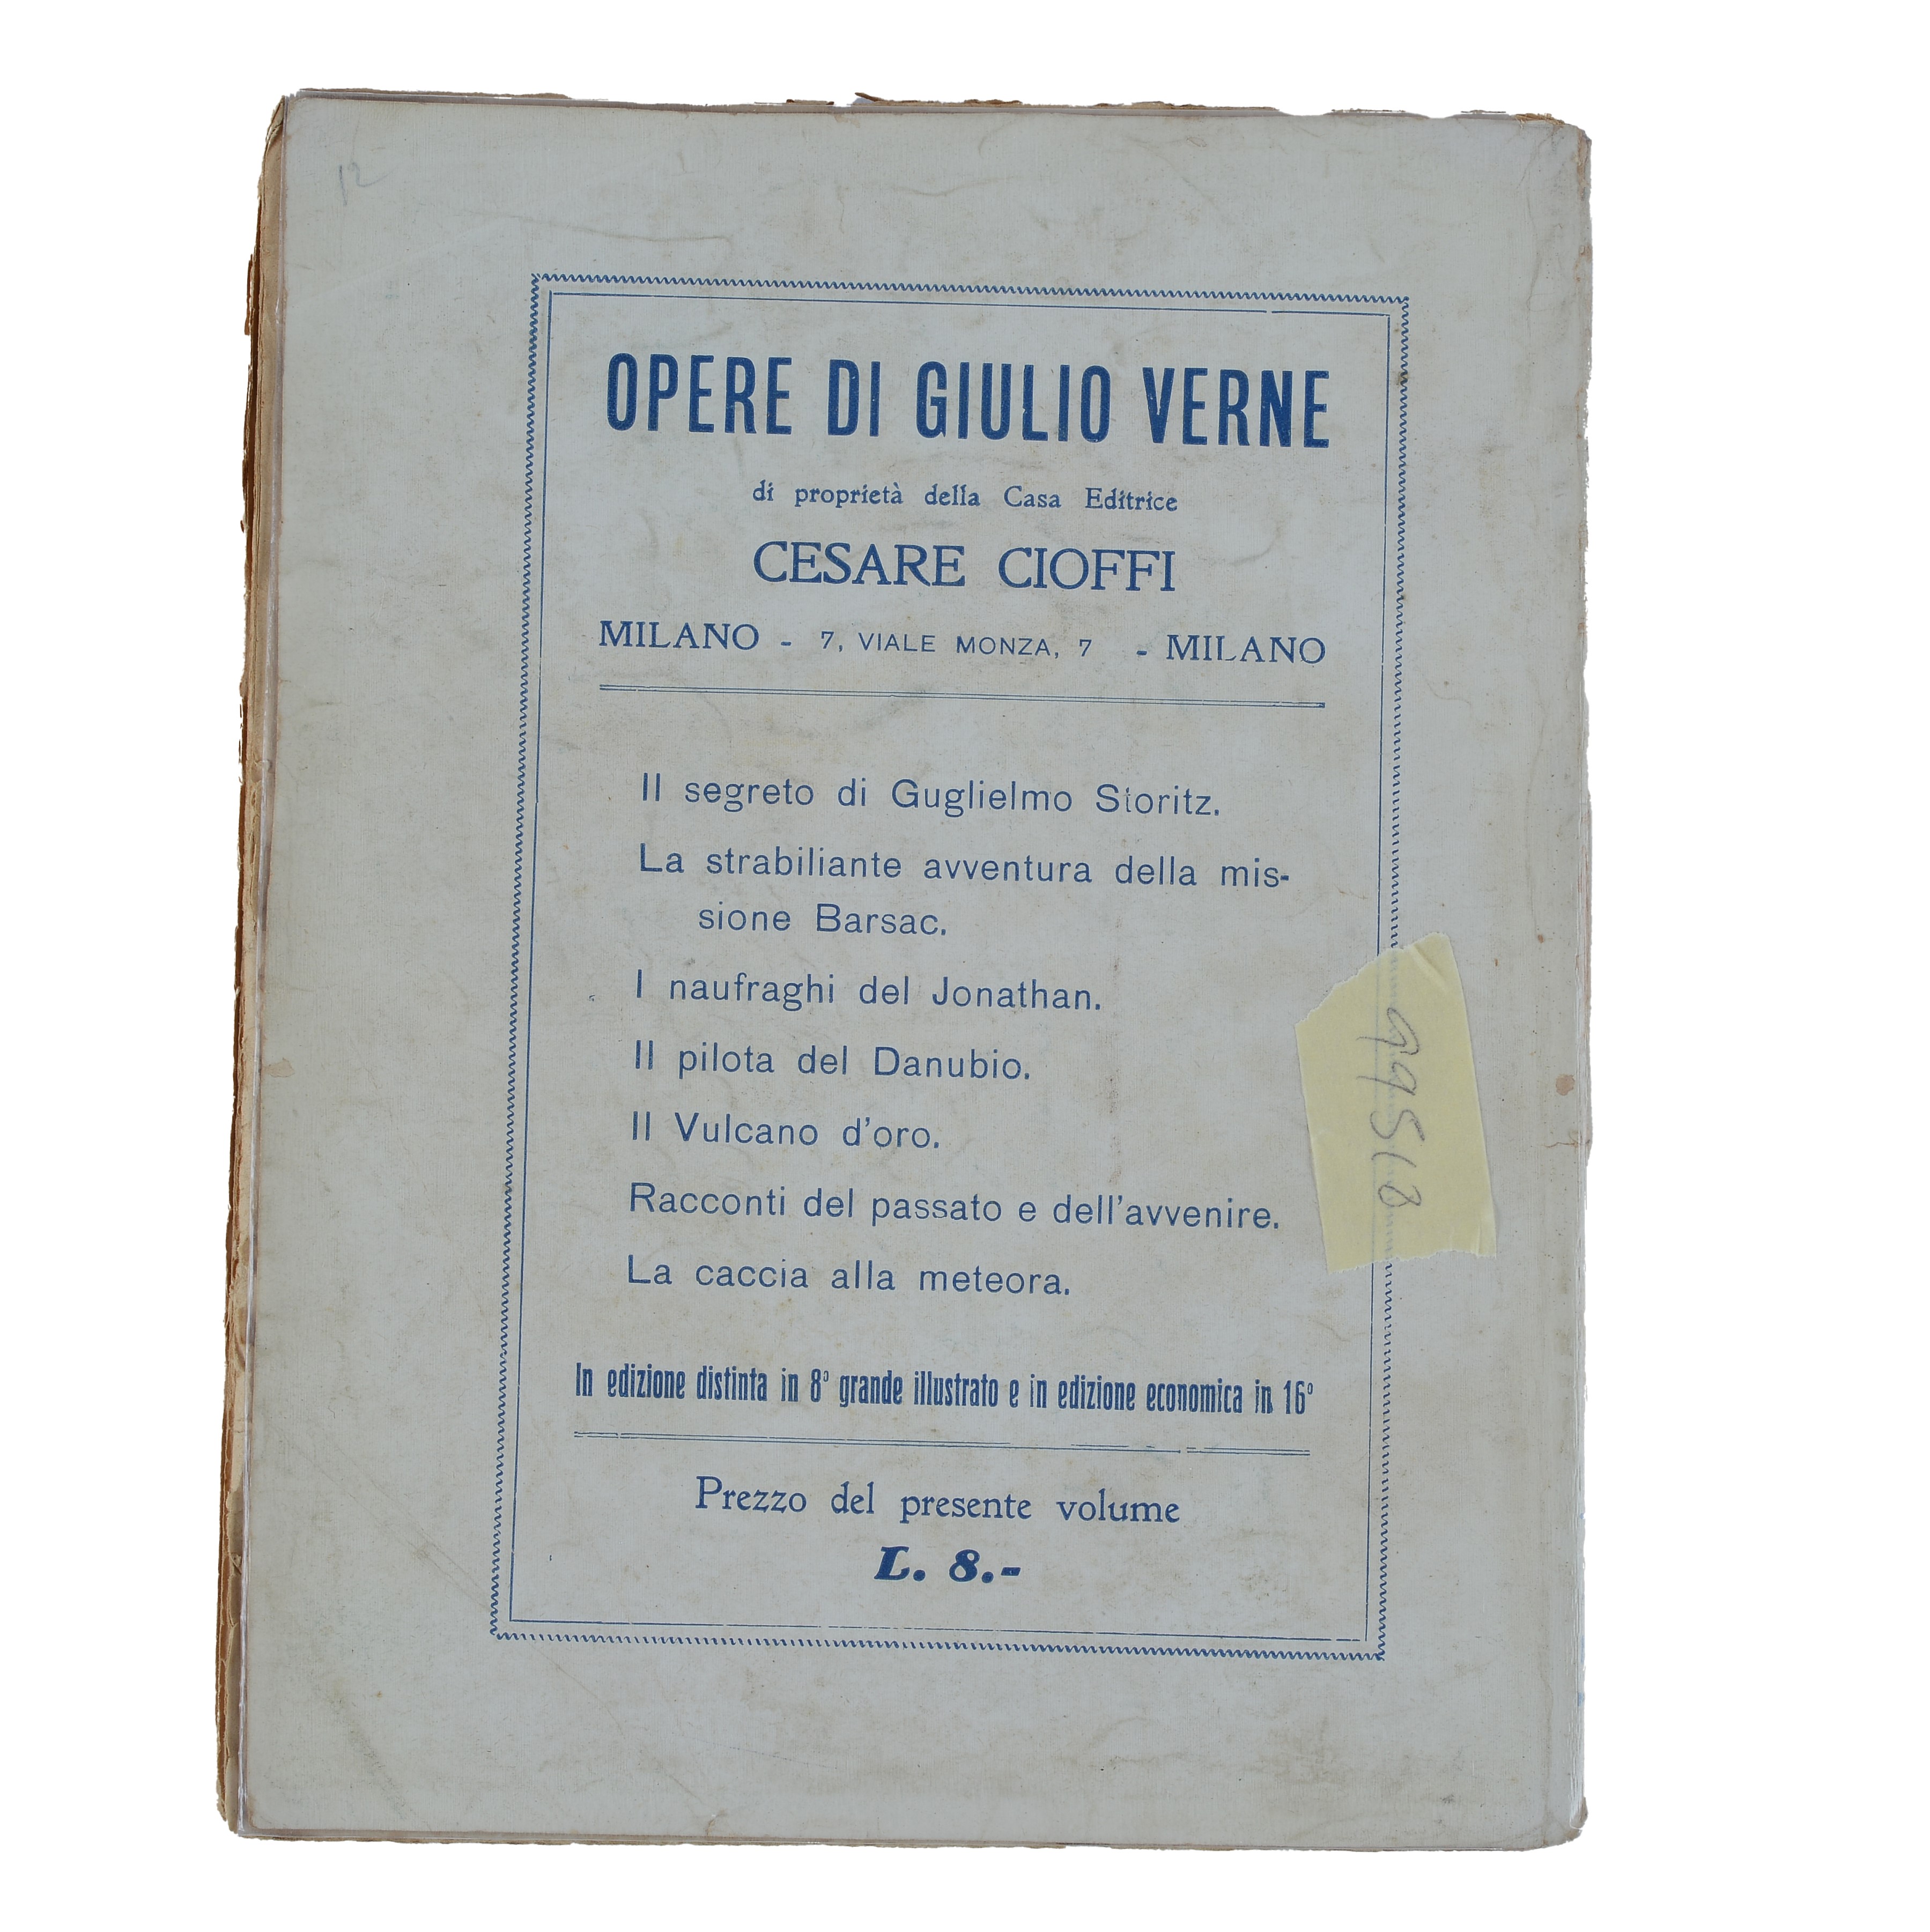 12
OPERE DI GIULIO VERNE
di proprietà della Casa Editrice
CESARE CIOFFI
MILANO - 7, VIALE MONZA, 7 - MILANO
Il segreto di Guglielmo Storitz.
La strabiliante avventura della mis-
sione Barsac.
I naufraghi del Jonathan.
Il pilota del Danubio.
Il Vulcano d'oro.
Racconti del passato e dell'avvenire.
La caccia alla meteora.
In edizione distinta in 8º grande illustrato e in edizione economica in 16º
Prezzo del presente volume
L. 8.-